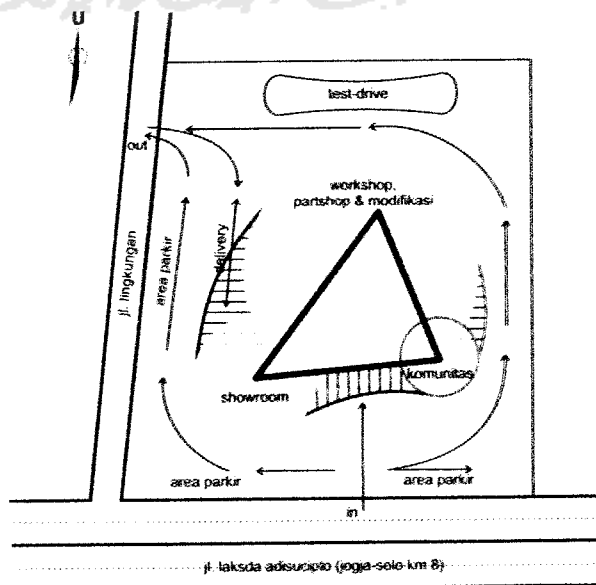 U
test-drive
out
workshop,
partshop & modifikasi
delivery
area parkir
jl. lingkungan
komunitas
showroom
area parkir
area parkir
in
jl. laksda adisucipto (jogja-solo km 8)